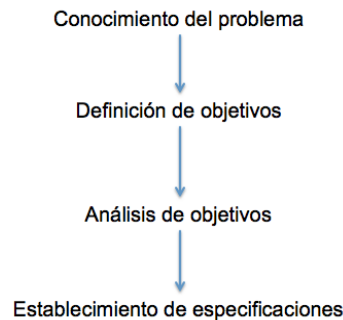 Conocimiento del problema
Definición de objetivos
Análisis de objetivos
Establecimiento de especificaciones